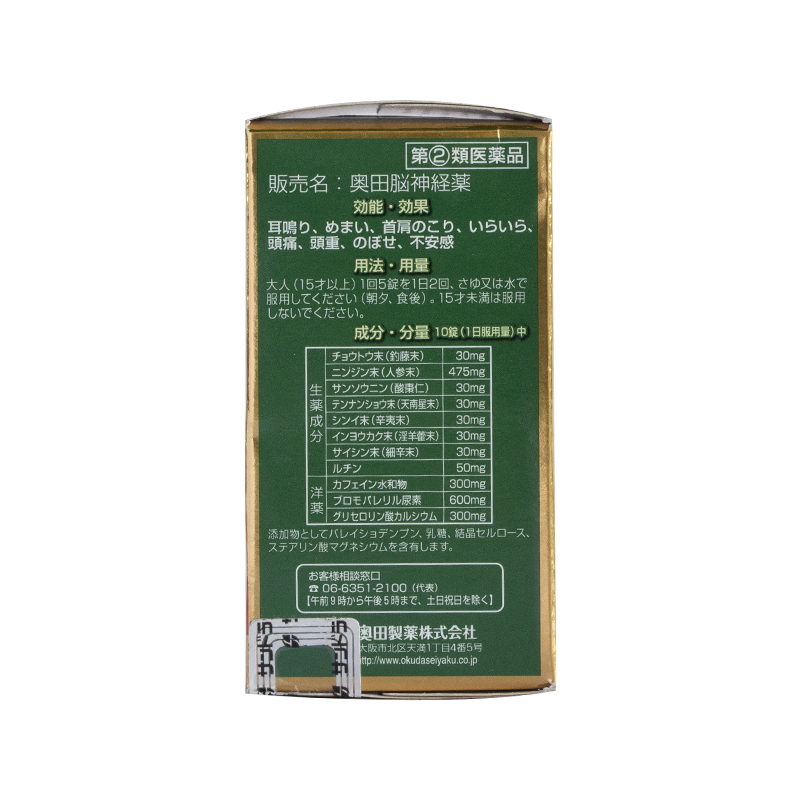 第②類医薬品
販売名：奥田脳神経薬
効能・効果
耳鳴り、めまい、首肩のこり、いらいら、
頭痛、頭重、のぼせ、不安感
用法・用量
大人（15才以上）1回5錠を1日2回、さゆ又は水で
服用してください（朝夕、食後）。15才未満は服用
しないでください。
成分・分量 10錠（1日服用量）中
生薬成分
チョウトウ末（釣藤末） 30mg
ニンジン末（人参末） 475mg
サンソウニン（酸棗仁） 30mg
テンナンショウ末（天南星末） 30mg
シンイ末（辛夷末） 30mg
インヨウカク末（淫羊藿末） 30mg
サイシン末（細辛末） 30mg
ルチン 50mg
洋薬
カフェイン水和物 300mg
ブロモバレリル尿素 600mg
グリセロリン酸カルシウム 300mg
添加物としてバレイショデンプン、乳糖、結晶セルロース、
ステアリン酸マグネシウムを含有します。
お客様相談窓口
☎ 06-6351-2100（代表）
【午前9時から午後5時まで、土日祝日を除く】
奥田製薬株式会社
大阪市北区天満1丁目4番5号
http://www.okudaseiyaku.co.jp
サンドラ